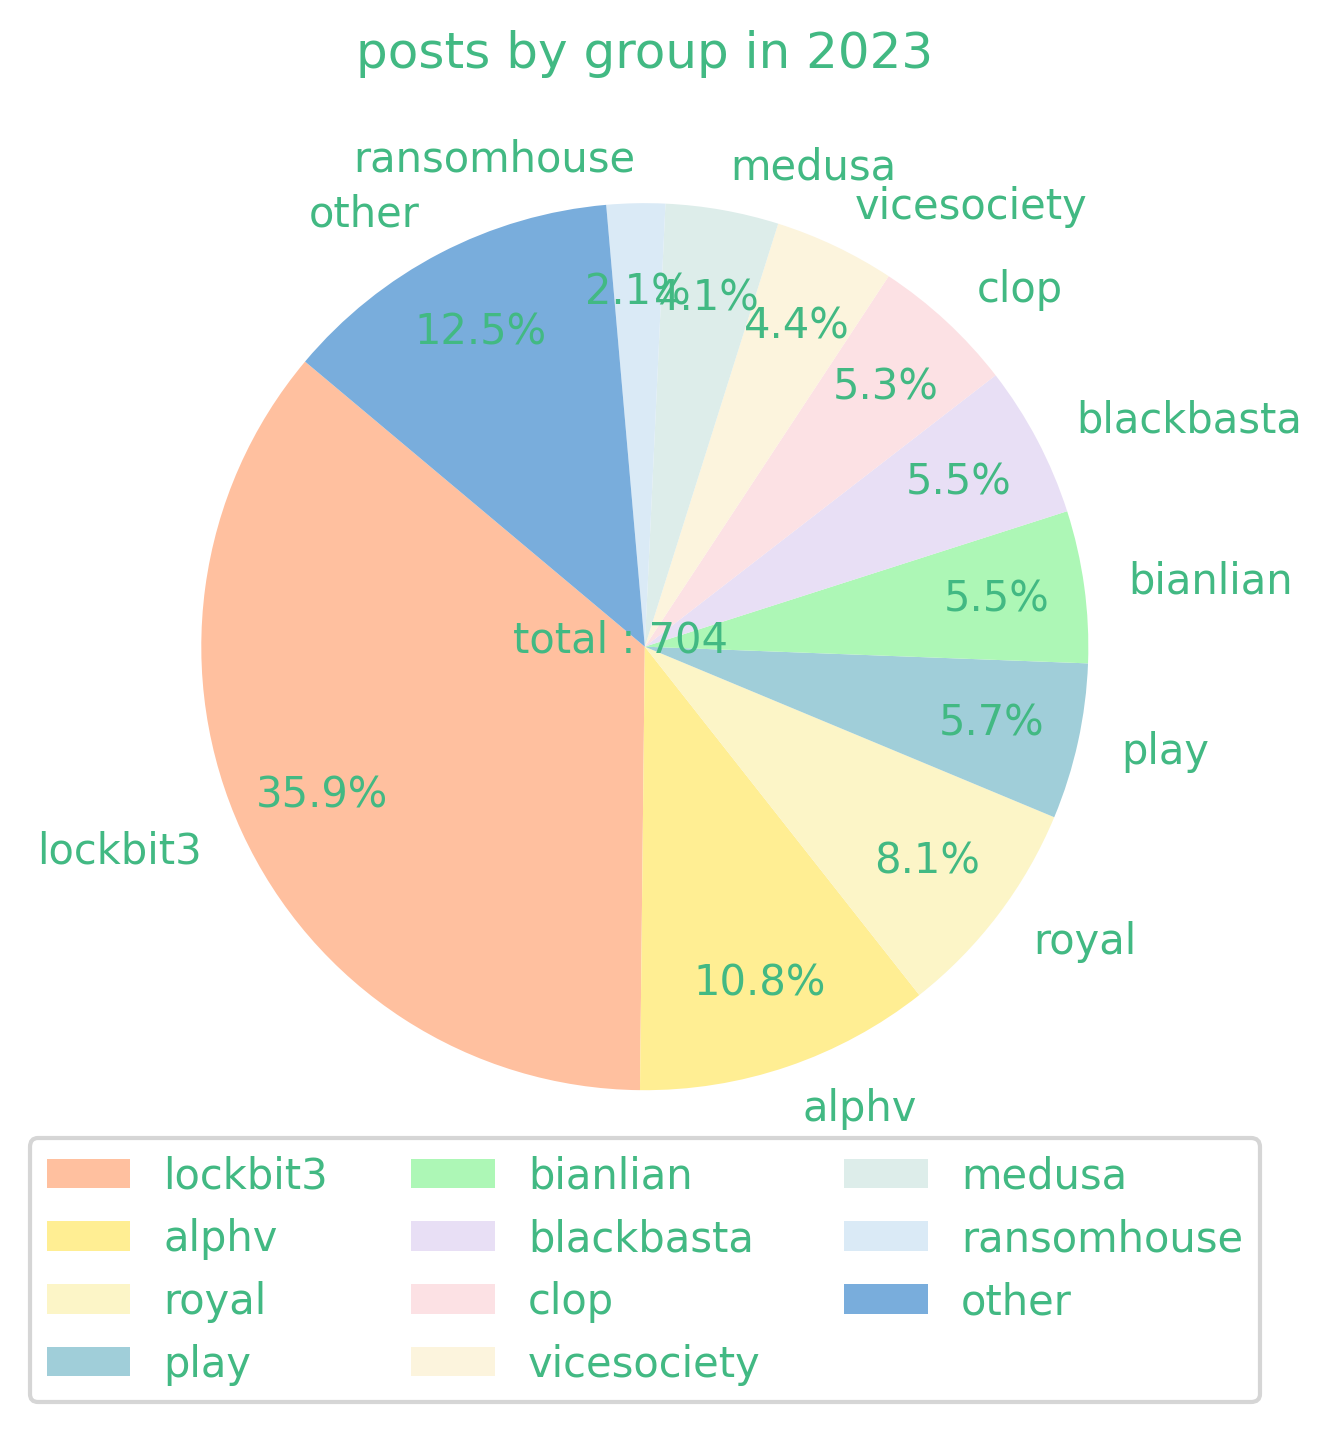 posts by group in 2023
ransomhouse
medusa
other
vicesociety
clop
2.1%
4.1%
4.4%
12.5%
5.3%
blackbasta
5.5%
bianlian
5.5%
total : 704
5.7%
play
35.9%
lockbit3
8.1%
royal
10.8%
alphv
lockbit3
alphv
royal
play
bianlian
blackbasta
clop
vicesociety
medusa
ransomhouse
other